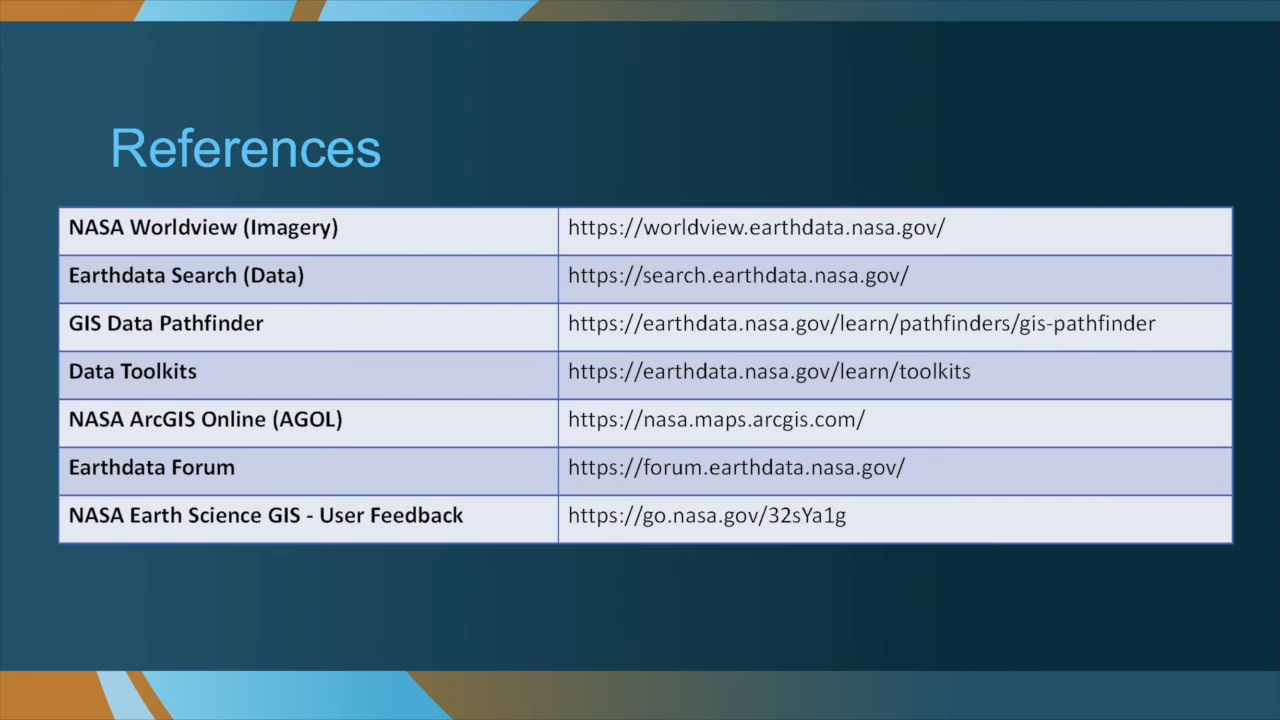 References
NASA Worldview (Imagery) https://worldview.earthdata.nasa.gov/
Earthdata Search (Data) https://search.earthdata.nasa.gov/
GIS Data Pathfinder https://earthdata.nasa.gov/learn/pathfinders/gis-pathfinder
Data Toolkits https://earthdata.nasa.gov/learn/toolkits
NASA ArcGIS Online (AGOL) https://nasa.maps.arcgis.com/
Earthdata Forum https://forum.earthdata.nasa.gov/
NASA Earth Science GIS - User Feedback https://go.nasa.gov/32sYa1g